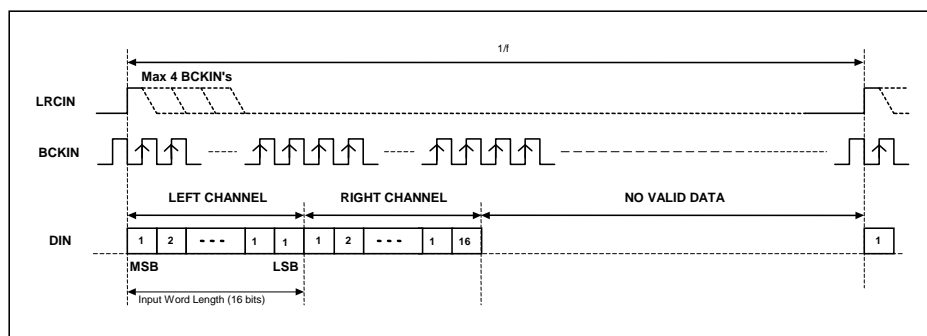 1/f
Max 4 BCKIN's
LRCIN
BCKIN
LEFT CHANNEL
RIGHT CHANNEL
NO VALID DATA
DIN
1 2 - - - 1 1 1 2 - - - 1 16 1
MSB
LSB
Input Word Length (16 bits)